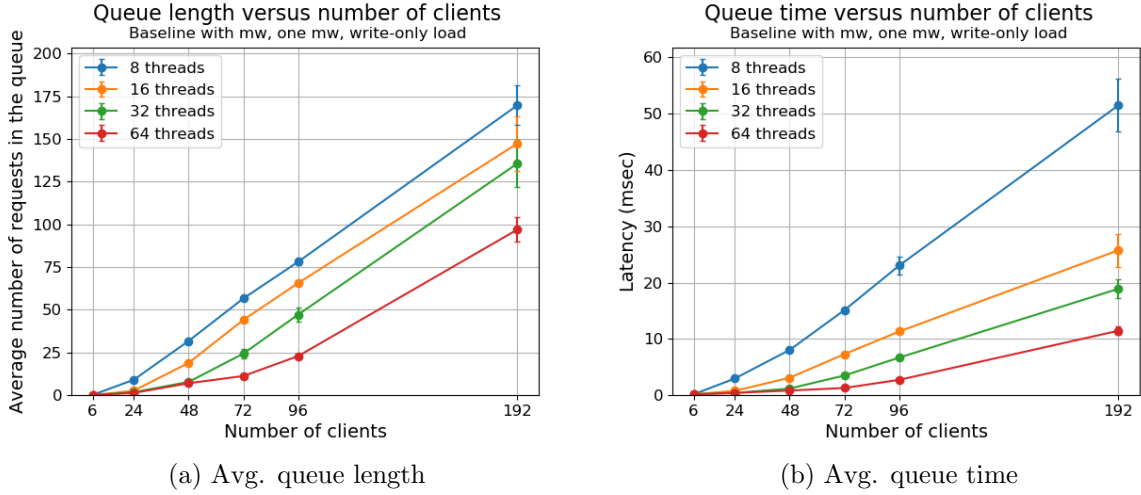 Queue length versus number of clients
Baseline with mw, one mw, write-only load
Average number of requests in the queue
200
175
150
125
100
75
50
25
0
8 threads
16 threads
32 threads
64 threads
6 24 48 72 96 192
Number of clients
(a) Avg. queue length
Queue time versus number of clients
Baseline with mw, one mw, write-only load
Latency (msec)
60
50
40
30
20
10
0
8 threads
16 threads
32 threads
64 threads
6 24 48 72 96 192
Number of clients
(b) Avg. queue time